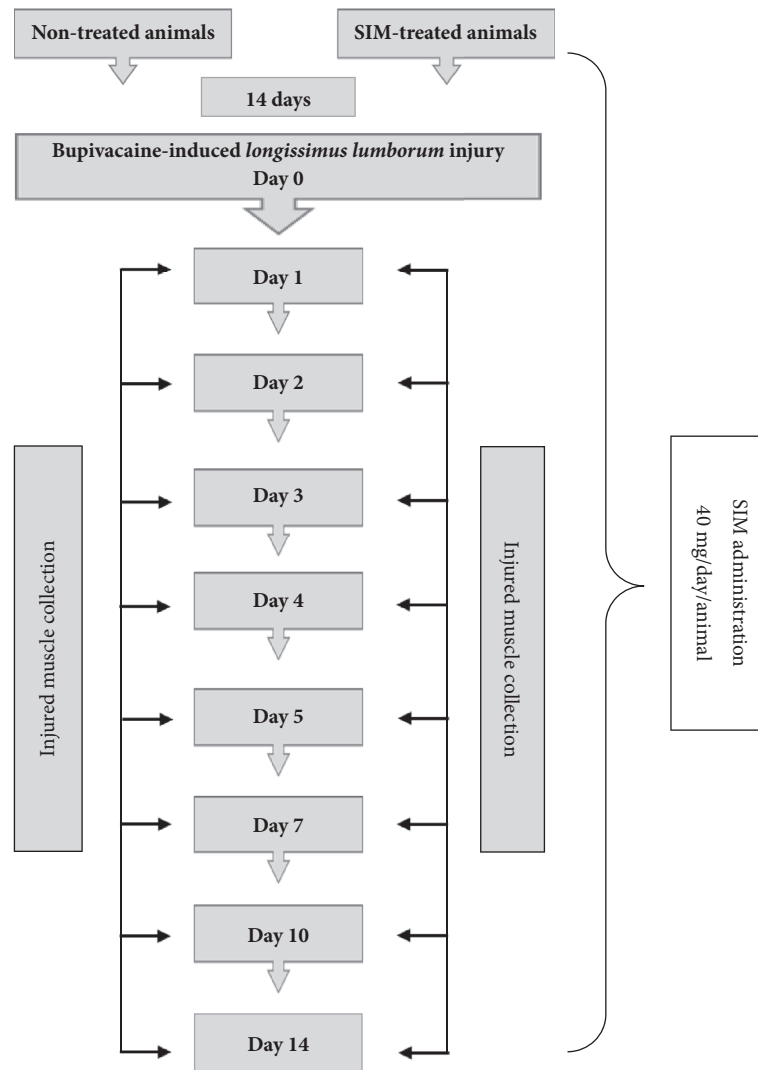 Non-treated animals
SIM-treated animals
14 days
Bupivacaine-induced longissimus lumborum injury
Day 0
Day 1
Day 2
Day 3
Day 4
Day 5
Day 7
Day 10
Day 14
Injured muscle collection
Injured muscle collection
SIM administration
40 mg/day/animal